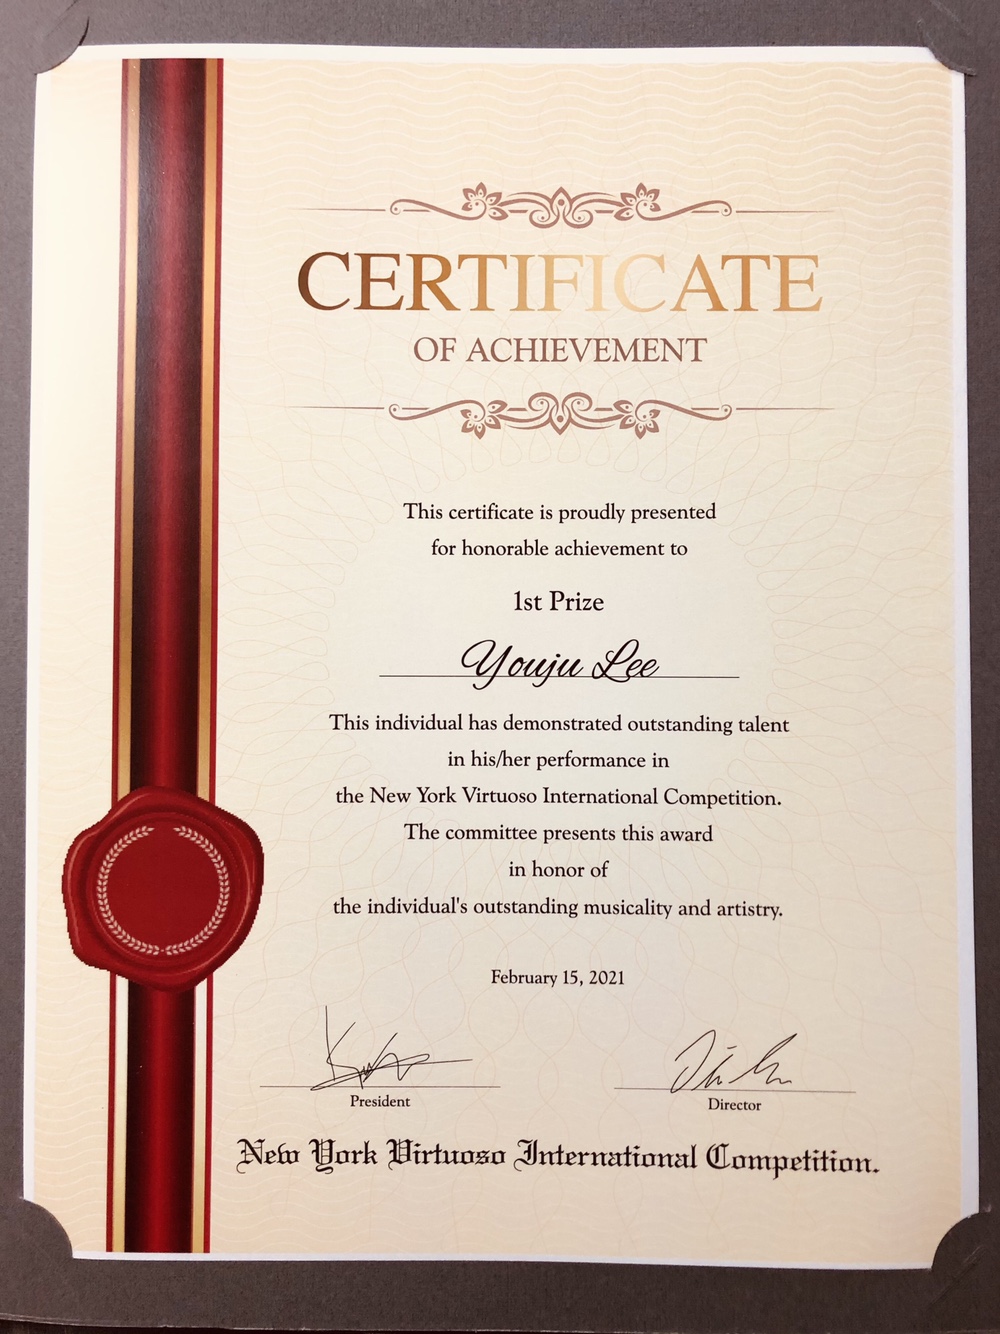 CERTIFICATE
OF ACHIEVEMENT
This certificate is proudly presented
for honorable achievement to
1st Prize
Youju Lee
This individual has demonstrated outstanding talent
in his/her performance in
the New York Virtuoso International Competition.
The committee presents this award
in honor of
the individual's outstanding musicality and artistry.
February 15, 2021
President
Director
New York Virtuoso International Competition.